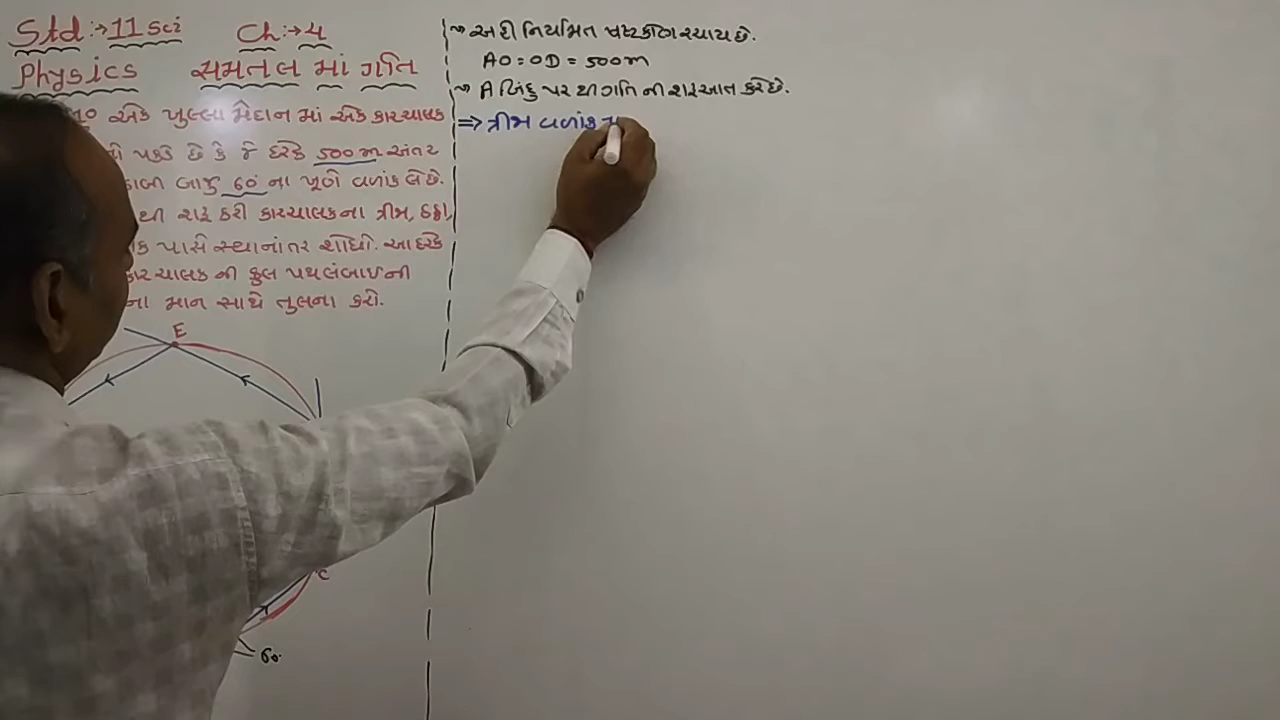 Std :→ 11 Sci Ch :→ 4
Physics સમતલ માં ગતિ
એક ખુલ્લા મેદાન માં એક કારચાલક
પકડે છે કે જે દરેક 500 m અંતર
ડાબી બાજુ 60° ના ખૂણે વળાંક લે છે.
થી શરૂ કરી કારચાલકના ત્રીજા, છઠ્ઠા,
પાસે સ્થાનાંતર શોધો. આ દરેક
કારચાલક ની કુલ પથલંબાઈ ની
ના માન સાથે તુલના કરો.
E
C
60°
~ અહી નિયમિત ષષ્ટકોણ રચાય છે.
AO = OD = 500 m
~ A બિંદુ પર થી ગતિ ની શરૂઆત કરે છે.
⇒ ત્રીજા વળાંક